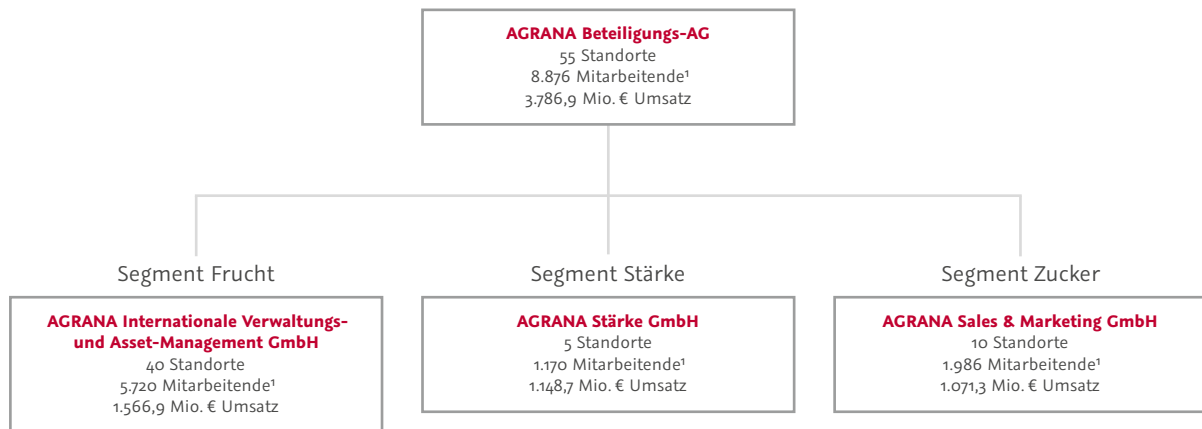 AGRANA Beteiligungs-AG
55 Standorte
8.876 Mitarbeitende¹
3.786,9 Mio. € Umsatz
Segment Frucht
AGRANA Internationale Verwaltungs-
und Asset-Management GmbH
40 Standorte
5.720 Mitarbeitende¹
1.566,9 Mio. € Umsatz
Segment Stärke
AGRANA Stärke GmbH
5 Standorte
1.170 Mitarbeitende¹
1.148,7 Mio. € Umsatz
Segment Zucker
AGRANA Sales & Marketing GmbH
10 Standorte
1.986 Mitarbeitende¹
1.071,3 Mio. € Umsatz